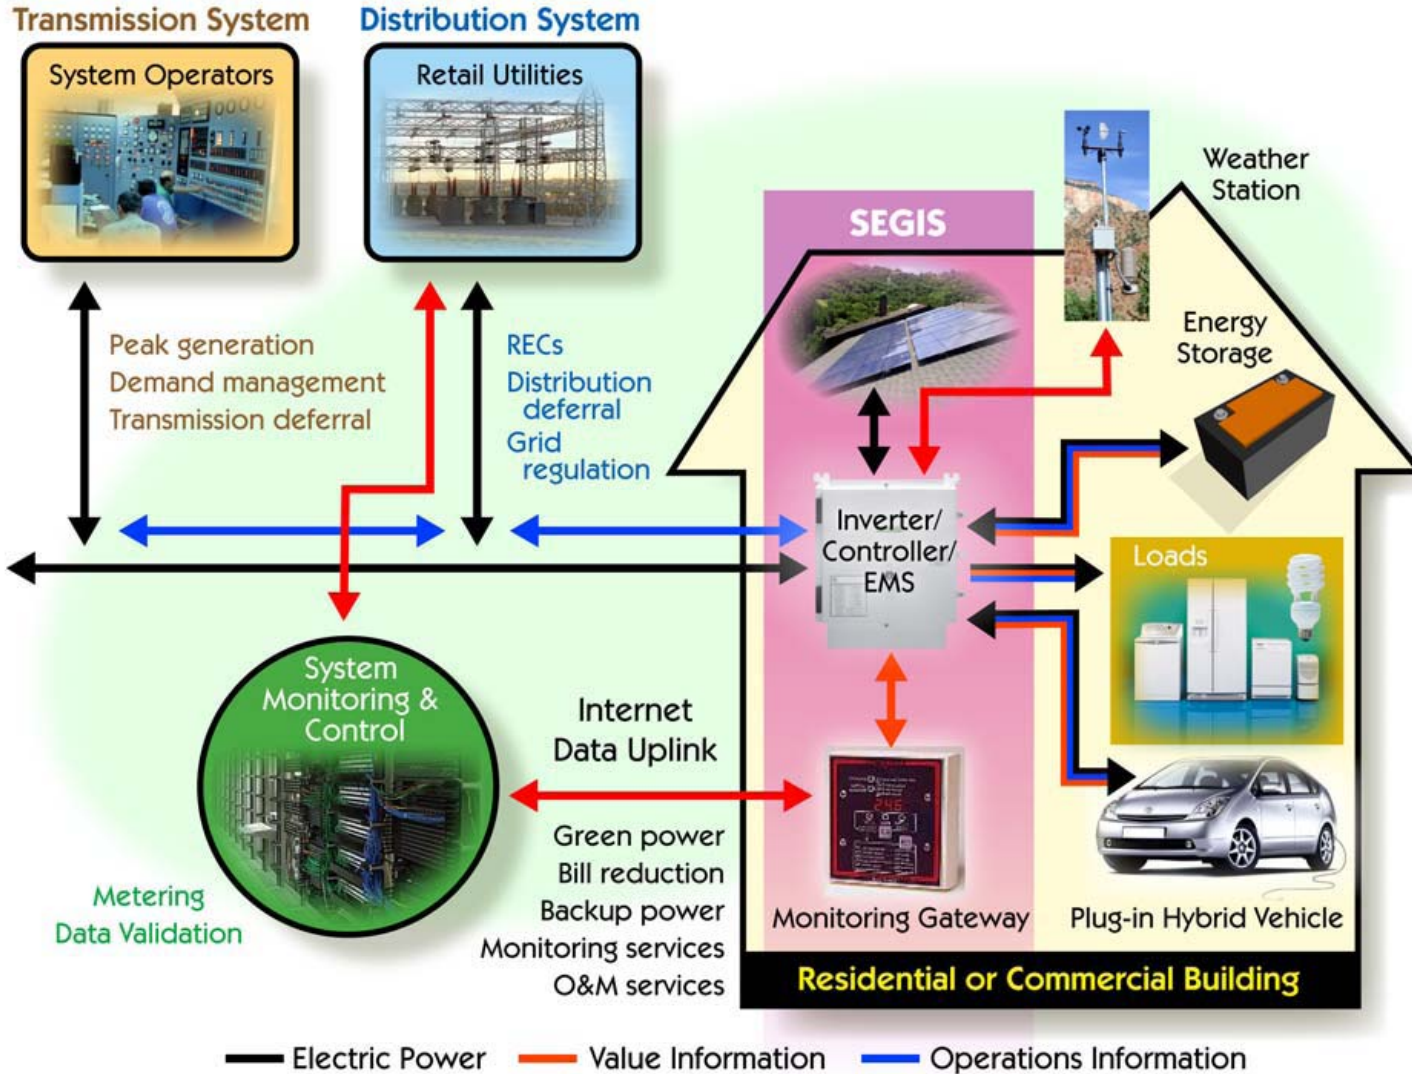 Transmission System
Distribution System
System Operators
Retail Utilities
Weather
Station
SEGIS
Peak generation
Demand management
Transmission deferral
RECs
Distribution
deferral
Grid
regulation
Energy
Storage
Inverter/
Controller/
EMS
Loads
System
Monitoring &
Control
Internet
Data Uplink
246
Green power
Bill reduction
Backup power
Monitoring services
O&M services
Metering
Data Validation
Monitoring Gateway
Plug-in Hybrid Vehicle
Residential or Commercial Building
Electric Power
Value Information
Operations Information